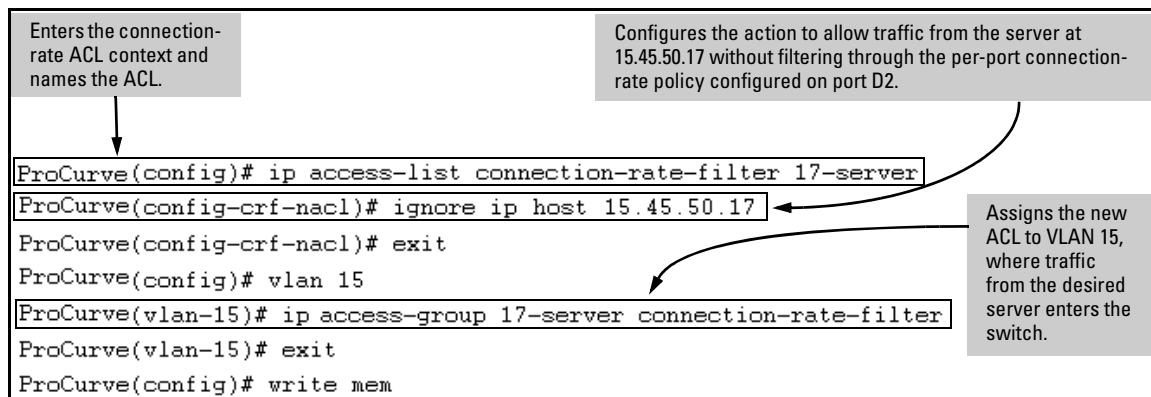 Enters the connection-
rate ACL context and
names the ACL.
Configures the action to allow traffic from the server at
15.45.50.17 without filtering through the per-port connection-
rate policy configured on port D2.
ProCurve(config)# ip access-list connection-rate-filter 17-server
ProCurve(config-crf-nacl)# ignore ip host 15.45.50.17
ProCurve(config-crf-nacl)# exit
ProCurve(config)# vlan 15
ProCurve(vlan-15)# ip access-group 17-server connection-rate-filter
ProCurve(vlan-15)# exit
ProCurve(config)# write mem
Assigns the new
ACL to VLAN 15,
where traffic
from the desired
server enters the
switch.